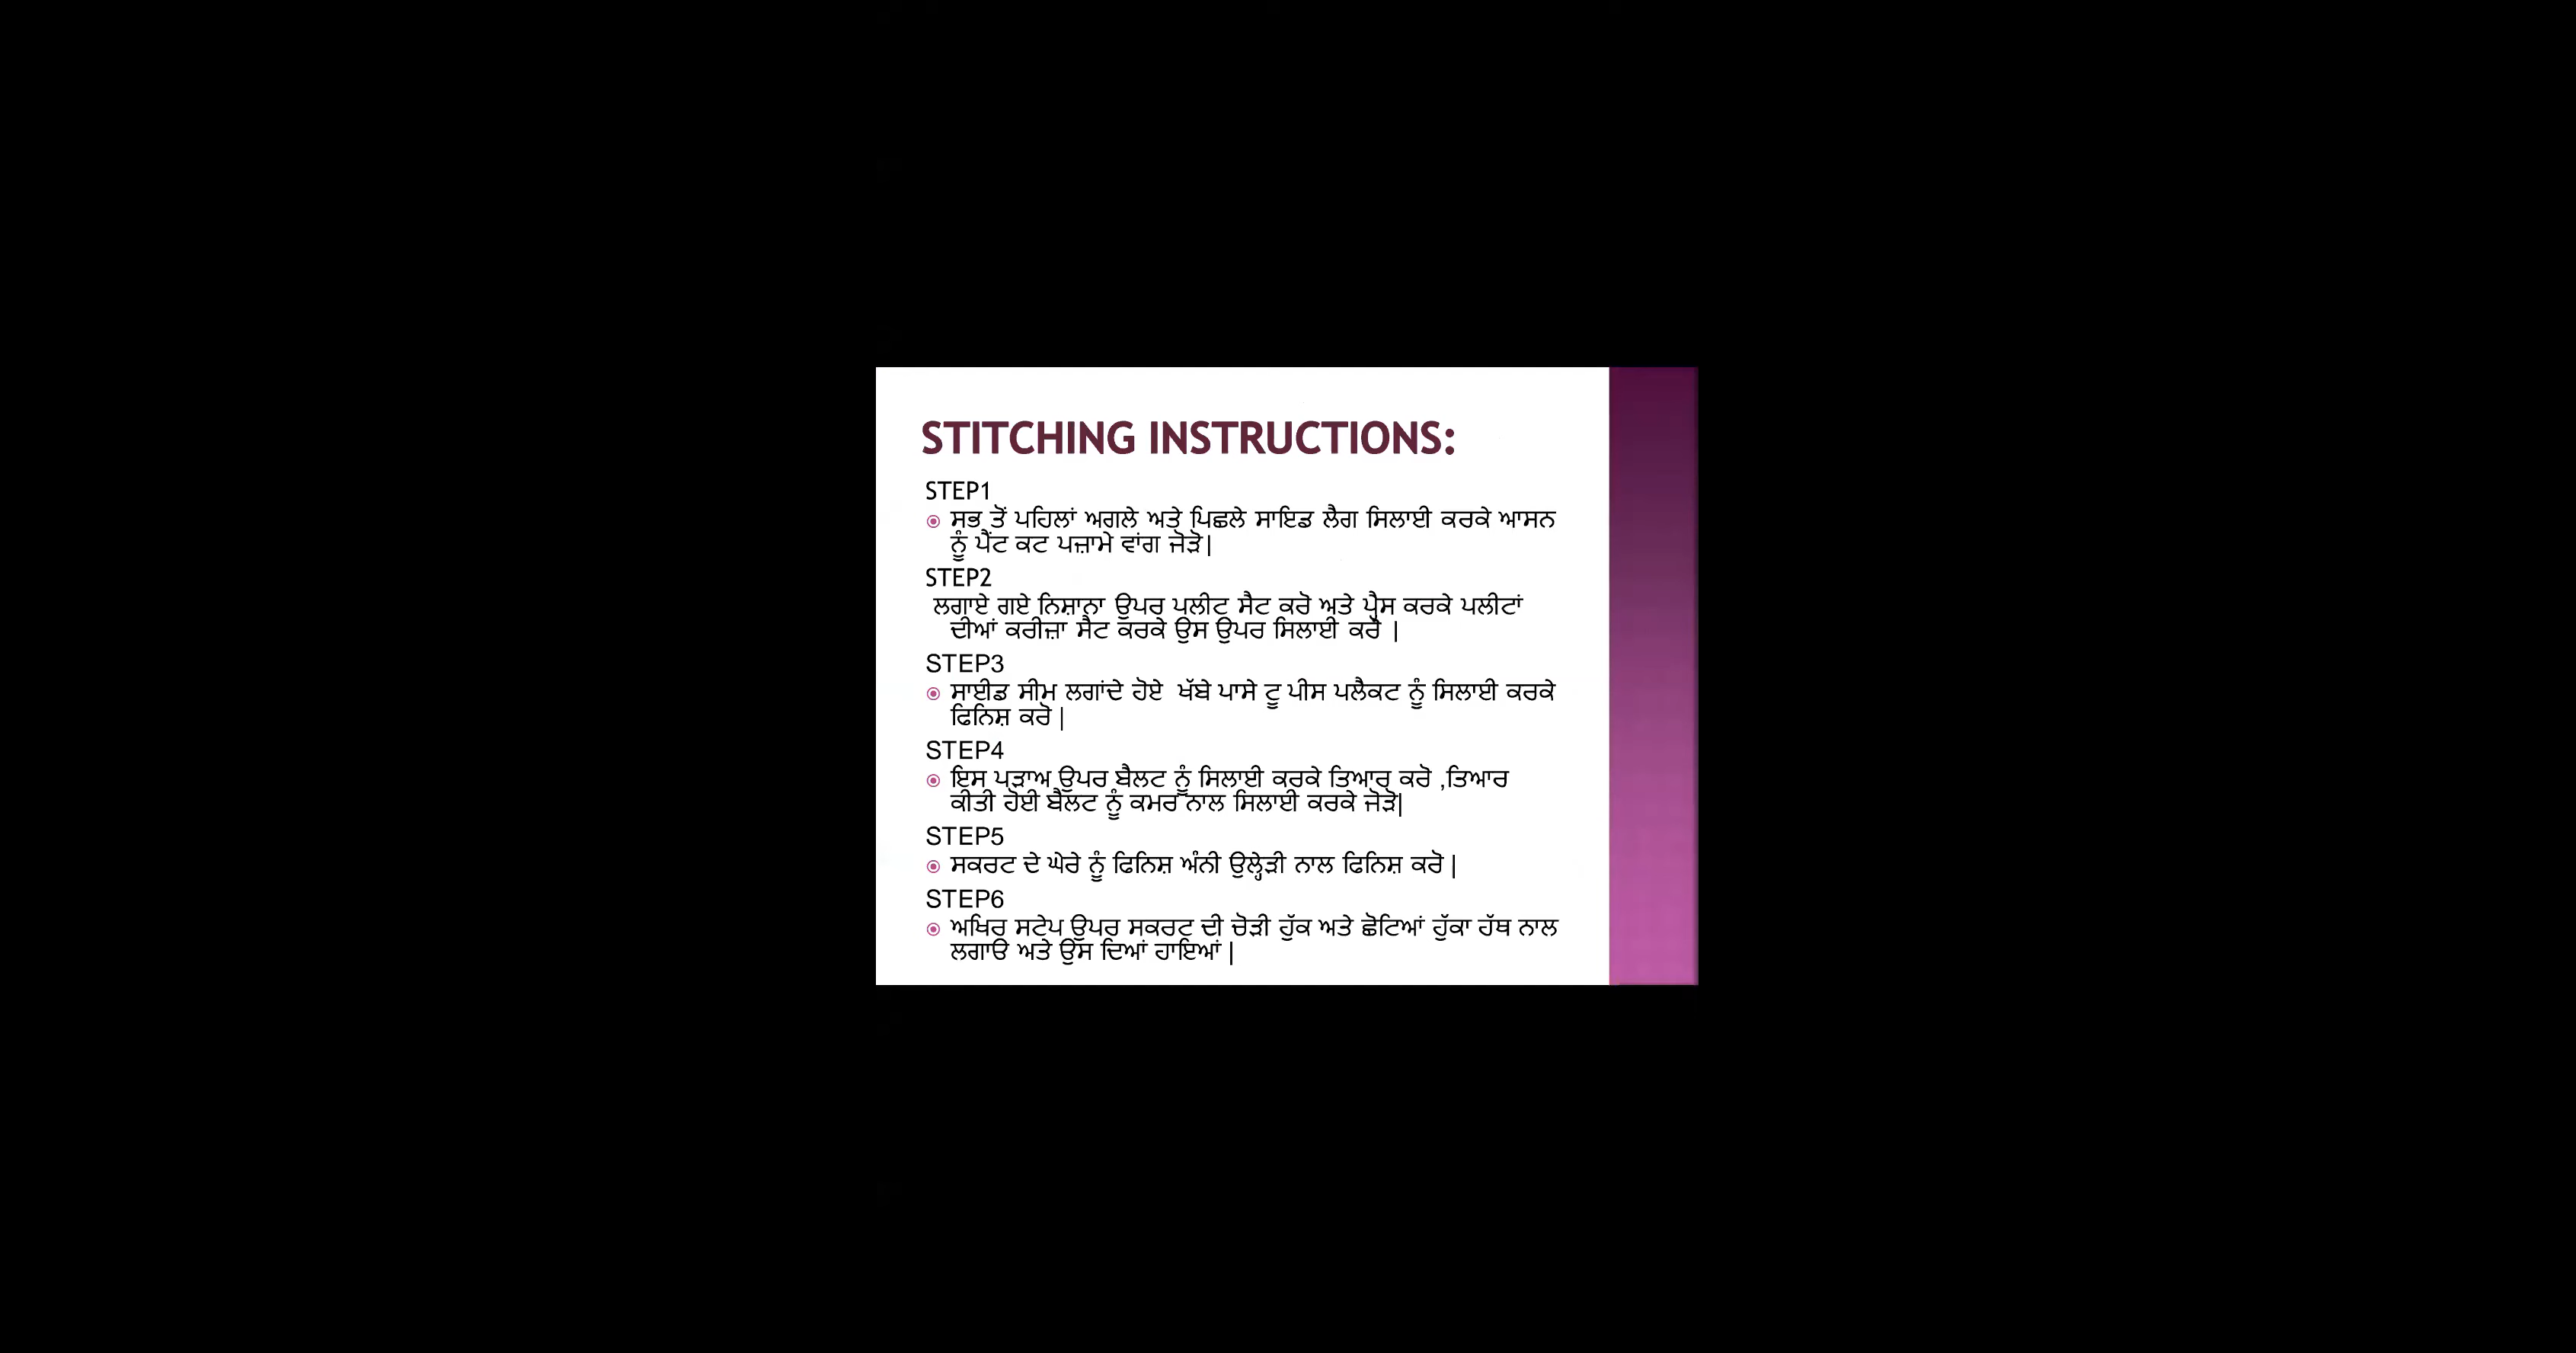 STITCHING INSTRUCTIONS:
STEP1
ਸਭ ਤੋਂ ਪਹਿਲਾਂ ਅਗਲੇ ਅਤੇ ਪਿਛਲੇ ਸਾਇਡ ਲੈਗ ਸਿਲਾਈ ਕਰਕੇ ਆਸਨ
ਨੂੰ ਪੈਂਟ ਕਟ ਪਜ਼ਾਮੇ ਵਾਂਗ ਜੋੜੋ|
STEP2
ਲਗਾਏ ਗਏ ਨਿਸ਼ਾਨਾ ਉਪਰ ਪਲੀਟ ਸੈਟ ਕਰੋ ਅਤੇ ਪ੍ਰੈਸ ਕਰਕੇ ਪਲੀਟਾਂ
ਦੀਆਂ ਕਰੀਜ਼ਾ ਸੈਟ ਕਰਕੇ ਉਸ ਉਪਰ ਸਿਲਾਈ ਕਰੋ |
STEP3
ਸਾਈਡ ਸੀਮ ਲਗਾਂਦੇ ਹੋਏ ਖੱਬੇ ਪਾਸੇ ਟੂ ਪੀਸ ਪਲੈਕਟ ਨੂੰ ਸਿਲਾਈ ਕਰਕੇ
ਫਿਨਿਸ਼ ਕਰੋ |
STEP4
ਇਸ ਪੜਾਅ ਉਪਰ ਬੈਲਟ ਨੂੰ ਸਿਲਾਈ ਕਰਕੇ ਤਿਆਰ ਕਰੋ ,ਤਿਆਰ
ਕੀਤੀ ਹੋਈ ਬੈਲਟ ਨੂੰ ਕਮਰ ਨਾਲ ਸਿਲਾਈ ਕਰਕੇ ਜੋੜੋ|
STEP5
ਸਕਰਟ ਦੇ ਘੇਰੇ ਨੂੰ ਫਿਨਿਸ਼ ਅੰਨੀ ਉਲ੍ਹੇੜੀ ਨਾਲ ਫਿਨਿਸ਼ ਕਰੋ |
STEP6
ਅਖਿਰ ਸਟੇਪ ਉਪਰ ਸਕਰਟ ਦੀ ਚੋੜੀ ਹੁੱਕ ਅਤੇ ਛੋਟਿਆਂ ਹੁੱਕਾ ਹੱਥ ਨਾਲ
ਲਗਾੳ ਅਤੇ ਉਸ ਦਿਆਂ ਹਾਇਆਂ |